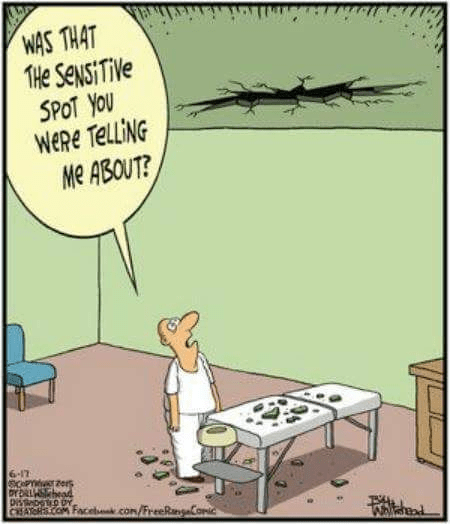 WAS THAT
THE SENSITIVE
SPOT YOU
WERE TELLING
ME ABOUT?
6-17
©COPYRIGHT 2015
BY BILL Whitehead
DISTRIBUTED BY
CREATORS.COM Facebook.com/FreeRangeComic
Bill
Whitehead